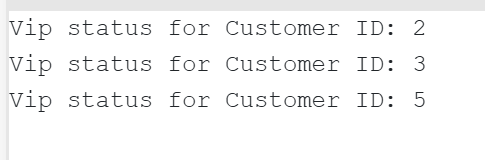 Vip status for Customer ID: 2
Vip status for Customer ID: 3
Vip status for Customer ID: 5